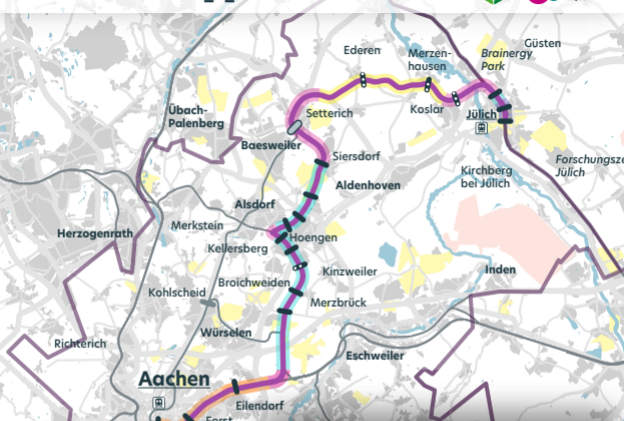 Ederen
Merzen-
hausen
Brainergy
Park
Güsten
Übach-
Palenberg
Setterich
Koslar
Jülich
Baesweiler
Siersdorf
Aldenhoven
Kirchberg
bei Jülich
Forschungsze
Jülich
Alsdorf
Merkstein
Herzogenrath
Hoengen
Kellersberg
Kinzweiler
Inden
Broichweiden
Kohlscheid
Merzbrück
Würselen
Richterich
Eschweiler
Aachen
Eilendorf
Forst